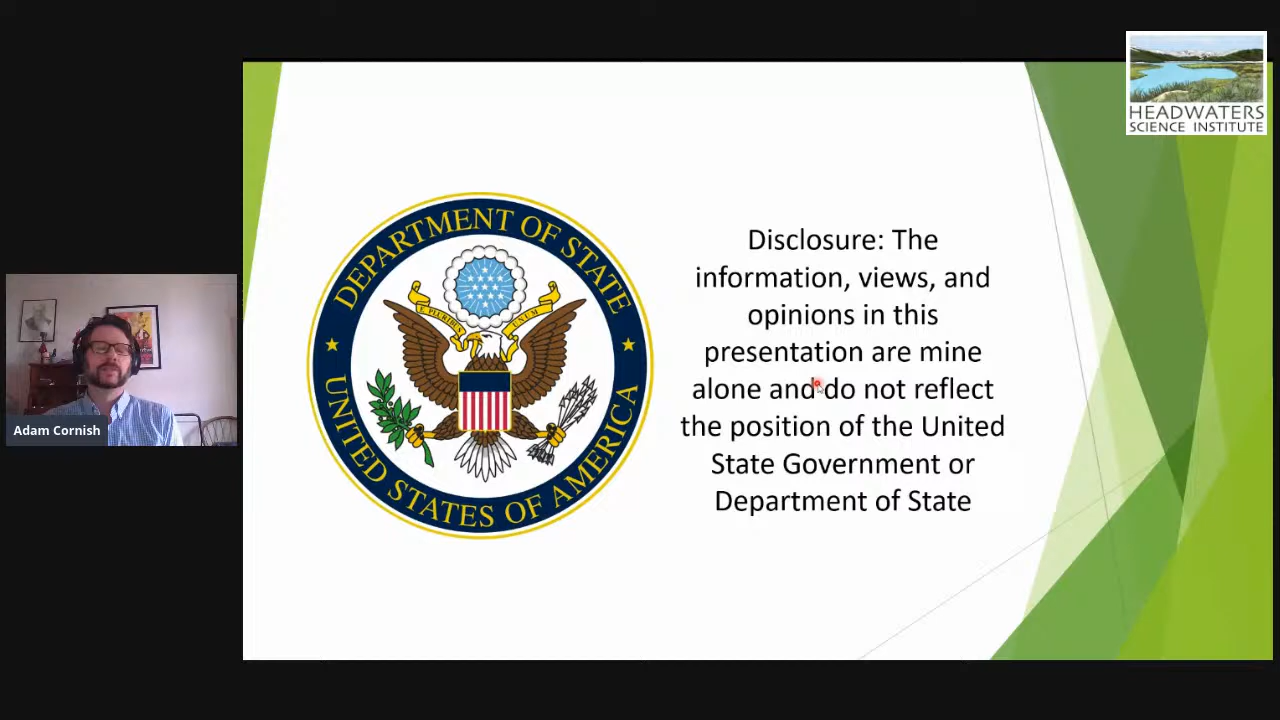 HEADWATERS
SCIENCE INSTITUTE
DEPARTMENT OF STATE
E PLURIBUS UNUM
UNITED STATES OF AMERICA
Disclosure: The
information, views, and
opinions in this
presentation are mine
alone and do not reflect
the position of the United
State Government or
Department of State
Adam Cornish